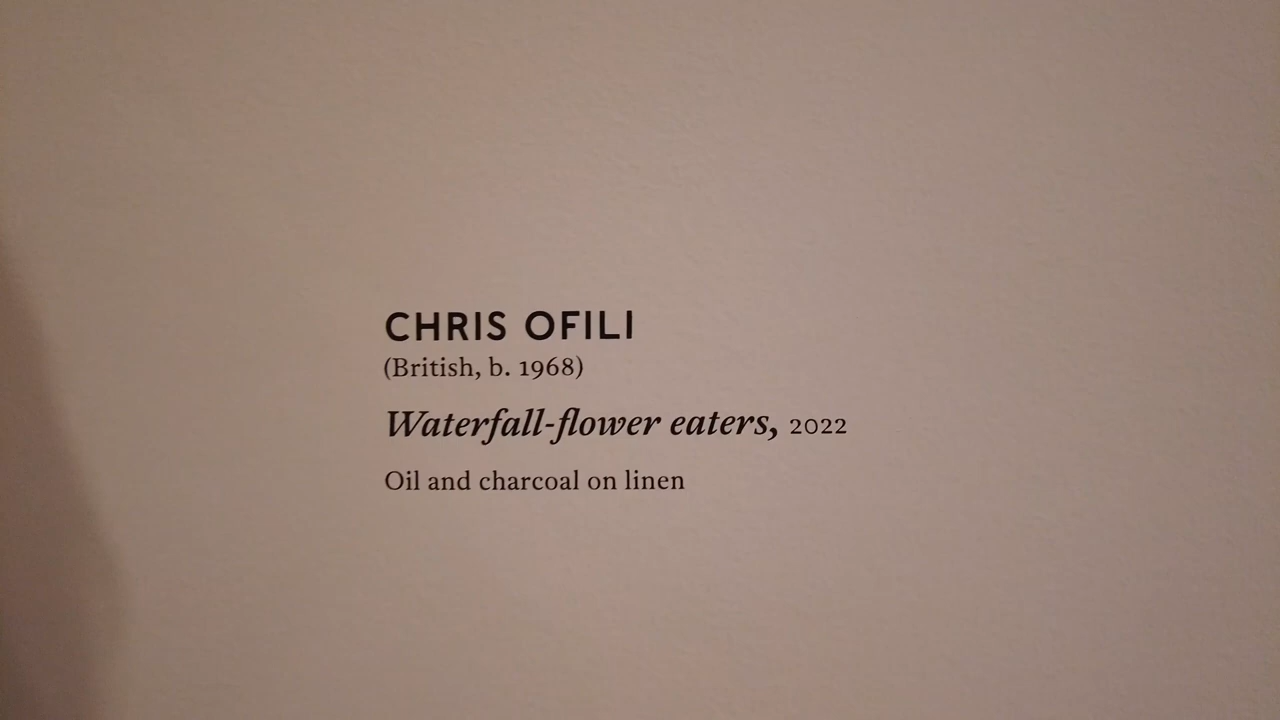 CHRIS OFILI
(British, b. 1968)
Waterfall-flower eaters, 2022
Oil and charcoal on linen